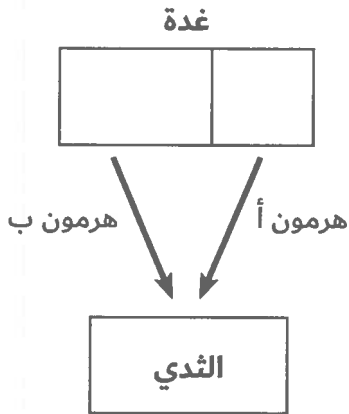 غدة
هرمون أ
هرمون ب
الثدي